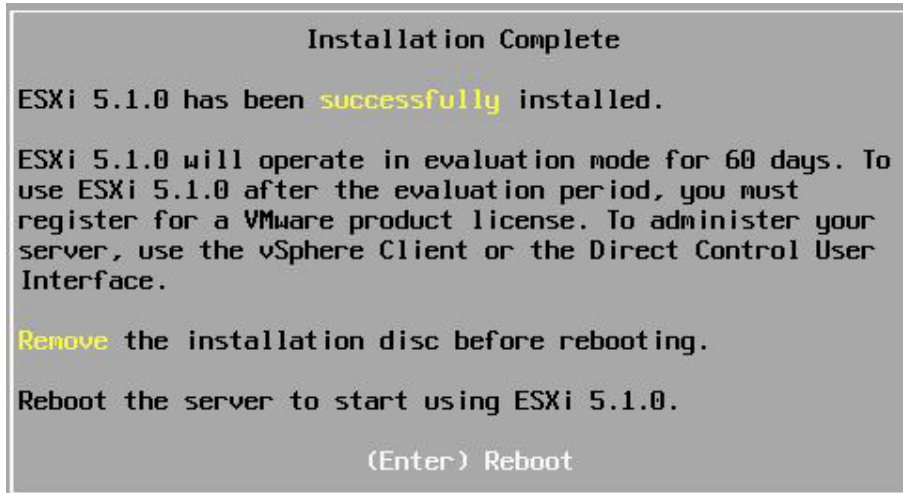 Installation Complete
ESXi 5.1.0 has been successfully installed.
ESXi 5.1.0 will operate in evaluation mode for 60 days. To
use ESXi 5.1.0 after the evaluation period, you must
register for a VMware product license. To administer your
server, use the vSphere Client or the Direct Control User
Interface.
Remove the installation disc before rebooting.
Reboot the server to start using ESXi 5.1.0.
(Enter) Reboot